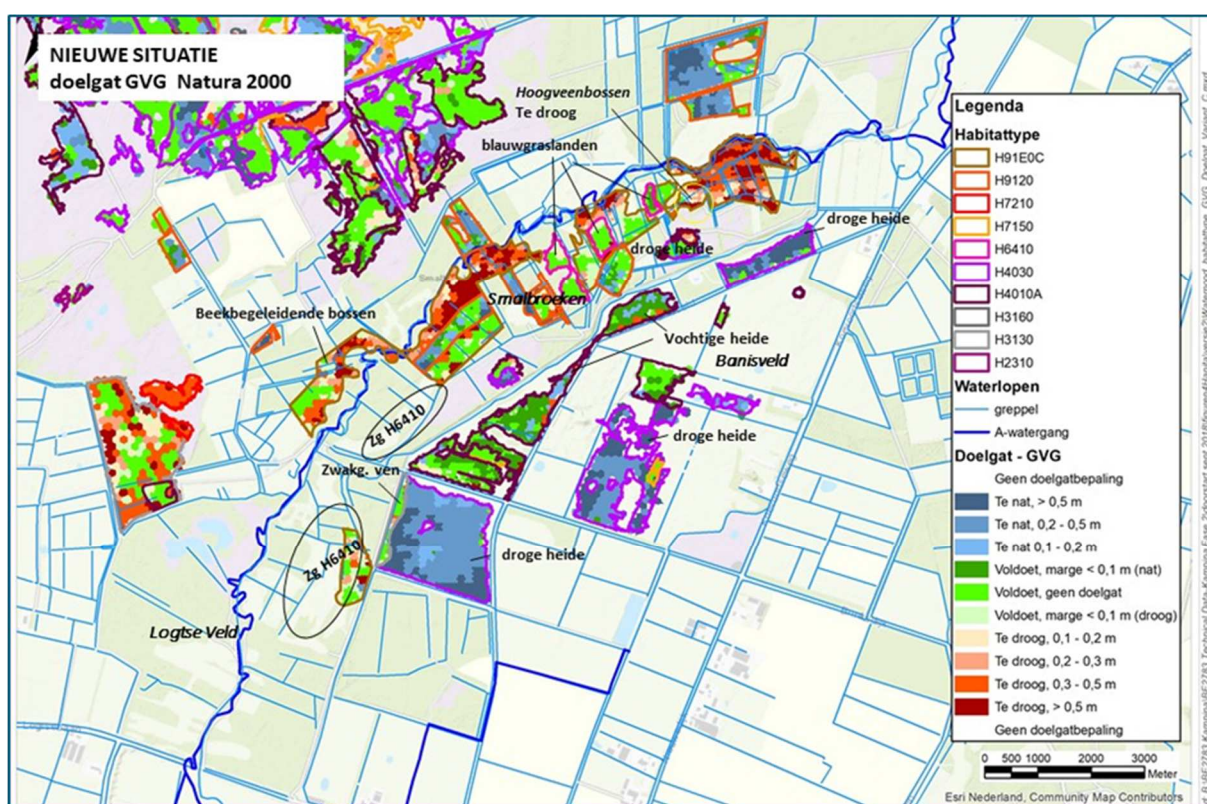 NIEUWE SITUATIE
doelgat GVG Natura 2000
Hoogveenbossen
Te droog
blauwgraslanden
droge heide
droge heide
Smalbroeken
Beekbegeleidende bossen
Vochtige heide
Banisveld
Zg H6410
droge heide
Zwakg. ven
Zg H6410
droge heide
Logtse Veld
Legenda
Habitattype
H91E0C
H9120
H7210
H7150
H6410
H4030
H4010A
H3160
H3130
H2310
Waterlopen
greppel
A-watergang
Doelgat - GVG
Geen doelgatbepaling
Te nat, > 0,5 m
Te nat, 0,2 - 0,5 m
Te nat 0,1 - 0,2 m
Voldoet, marge < 0,1 m (nat)
Voldoet, geen doelgat
Voldoet, marge < 0,1 m (droog)
Te droog, 0,1 - 0,2 m
Te droog, 0,2 - 0,3 m
Te droog, 0,3 - 0,5 m
Te droog, > 0,5 m
Geen doelgatbepaling
0 500 1000 2000 3000
Meter
Esri Nederland, Community Map Contributors